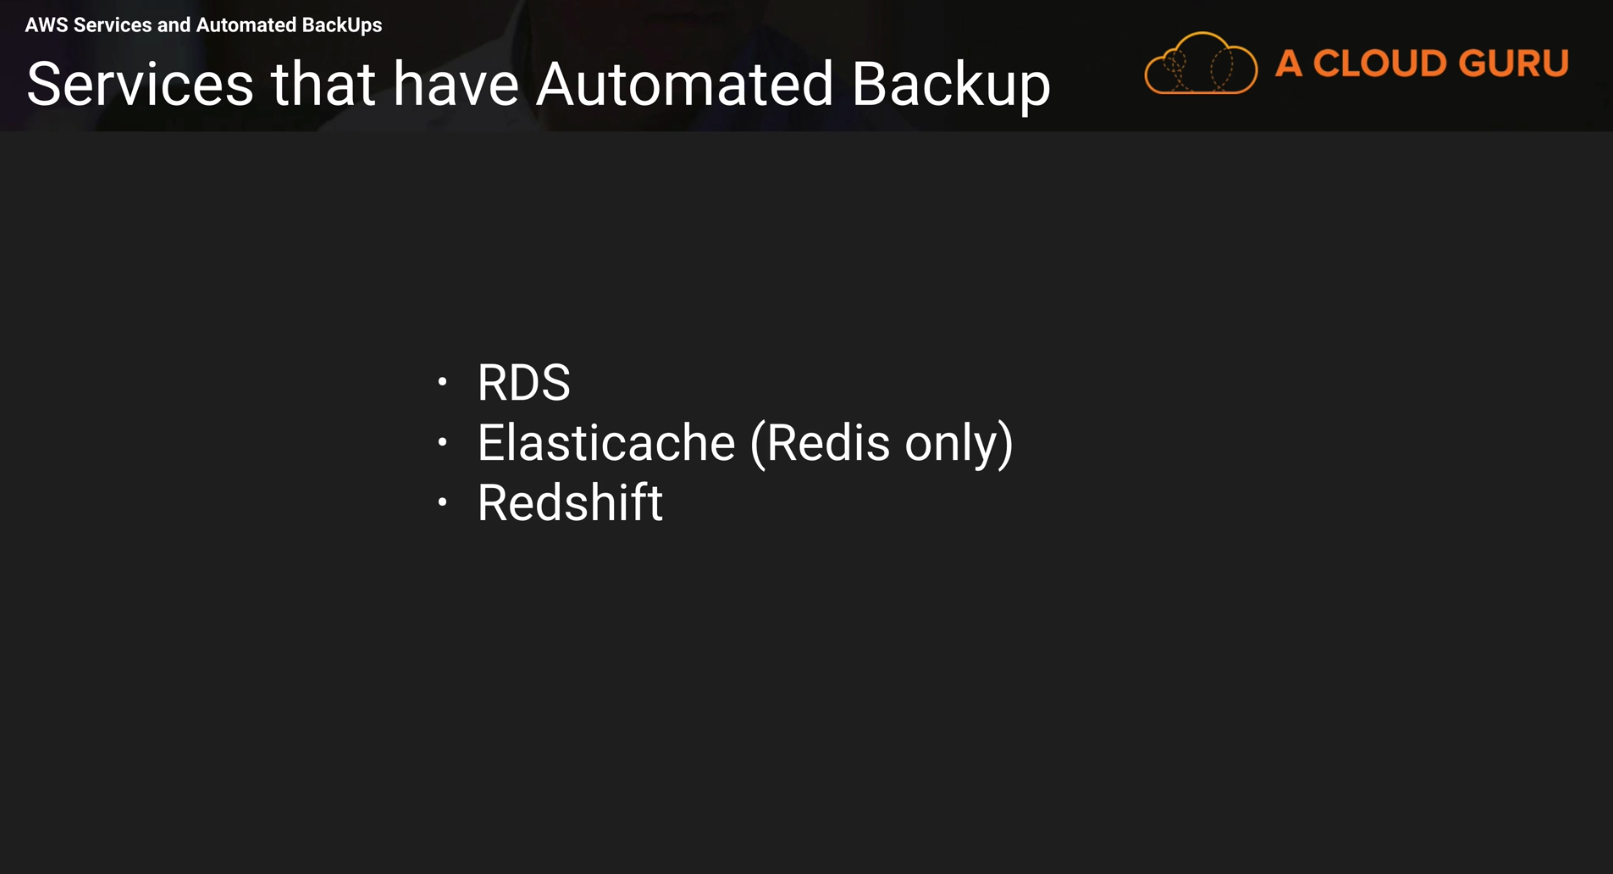 AWS Services and Automated BackUps
Services that have Automated Backup
A CLOUD GURU
• RDS
• Elasticache (Redis only)
• Redshift